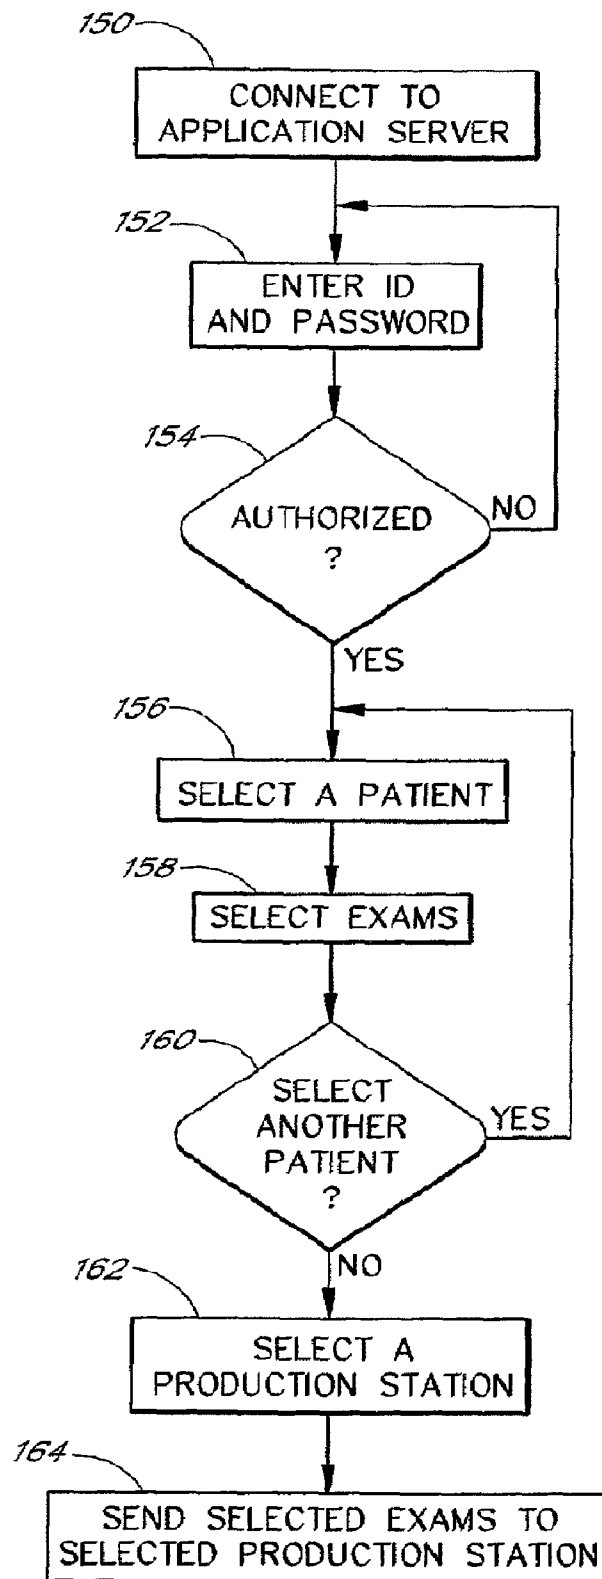 150
CONNECT TO
APPLICATION SERVER
152
ENTER ID
AND PASSWORD
154
AUTHORIZED
?
NO
YES
156
SELECT A PATIENT
158
SELECT EXAMS
160
SELECT
ANOTHER
PATIENT
?
YES
NO
162
SELECT A
PRODUCTION STATION
164
SEND SELECTED EXAMS TO
SELECTED PRODUCTION STATION